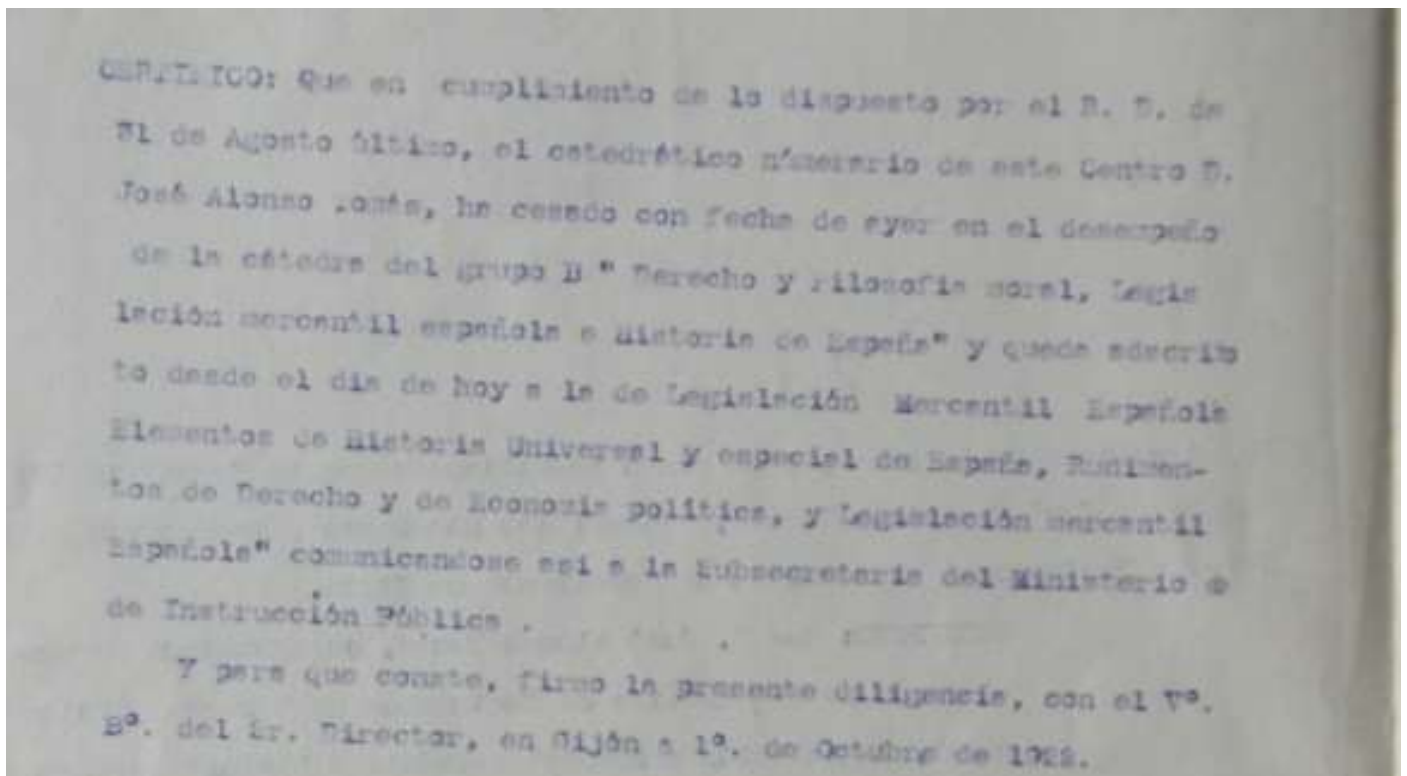 CERTIFICO: Que en cumplimiento de lo dispuesto por el R. D. de
31 de Agosto último, el catedrático númerario de este Centro D.
José Alonso , ha cesado con fecha de ayer en el desempeño
de la cátedra del grupo B " Derecho y Filosofía moral, Legis
lación mercantil española e Historia de España" y queda adscrito
to desde el dia de hoy a la de Legislación Mercantil Española
Elementos de Historia Universal y especial de España, Rudimen-
tos de Derecho y de Economía política, y Legislación mercantil
Española" comunicandose asi a la Subsecretaria del Ministerio
de Instrucción Pública .
Y para que conste, firmo la presente diligencia, con el Vº.
Bº. del Sr. Director, en Gijón a 1º. de Octubre de